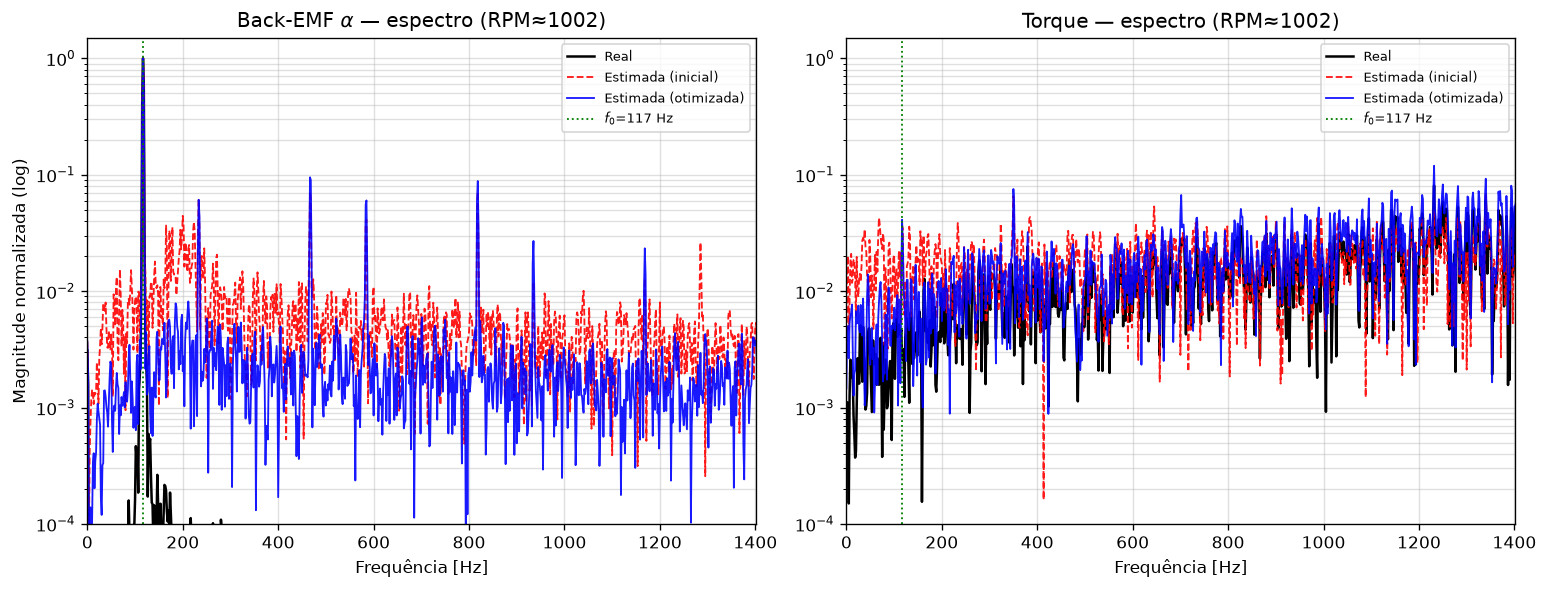 Back-EMF α — espectro (RPM≈1002)
Magnitude normalizada (log)
10⁰
10⁻¹
10⁻²
10⁻³
10⁻⁴
0 200 400 600 800 1000 1200 1400
Frequência [Hz]
Real
Estimada (inicial)
Estimada (otimizada)
f₀=117 Hz
Torque — espectro (RPM≈1002)
10⁰
10⁻¹
10⁻²
10⁻³
10⁻⁴
0 200 400 600 800 1000 1200 1400
Frequência [Hz]
Real
Estimada (inicial)
Estimada (otimizada)
f₀=117 Hz